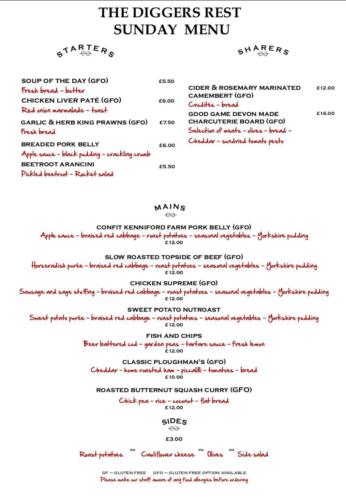 THE DIGGERS REST
SUNDAY MENU
STARTERS
SOUP OF THE DAY (GFO) £5.50
Fresh bread - butter
CHICKEN LIVER PATÉ (GFO) £6.00
Red onion marmalade - toast
GARLIC & HERB KING PRAWNS (GFO) £7.50
Fresh bread
BREADED PORK BELLY £6.00
Apple sauce - black pudding - crackling crumb
BEETROOT ARANCINI £5.50
Pickled beetroot - Rocket salad
SHARERS
CIDER & ROSEMARY MARINATED £12.00
CAMEMBERT (GFO)
Crudites - bread
GOOD GAME DEVON MADE £16.00
CHARCUTERIE BOARD (GFO)
Selection of meats - olives - bread -
Cheddar - sundried tomato pesto
MAINS
CONFIT KENNIFORD FARM PORK BELLY (GFO)
Apple sauce - braised red cabbage - roast potatoes - seasonal vegetables - Yorkshire pudding
£12.00
SLOW ROASTED TOPSIDE OF BEEF (GFO)
Horseradish purée - braised red cabbage - roast potatoes - seasonal vegetables - Yorkshire pudding
£12.00
CHICKEN SUPREME (GFO)
Sausage and sage stuffing - braised red cabbage - roast potatoes - seasonal vegetables - Yorkshire pudding
£12.00
SWEET POTATO NUTROAST
Sweet potato purée - braised red cabbage - roast potatoes - seasonal vegetables - Yorkshire pudding
£12.00
FISH AND CHIPS
Beer battered cod - garden peas - tartare sauce - fresh lemon
£12.00
CLASSIC PLOUGHMAN'S (GFO)
Cheddar - home roasted ham - piccalilli - tomatoes - bread
£10.00
ROASTED BUTTERNUT SQUASH CURRY (GFO)
Chick pea - rice - coconut - flat bread
£12.00
SIDES
£3.00
Roast potatoes Cauliflower cheese Olives Side salad
GF – GLUTEN FREE GFO – GLUTEN FREE OPTION AVAILABLE
Please make our staff aware of any food allergies before ordering